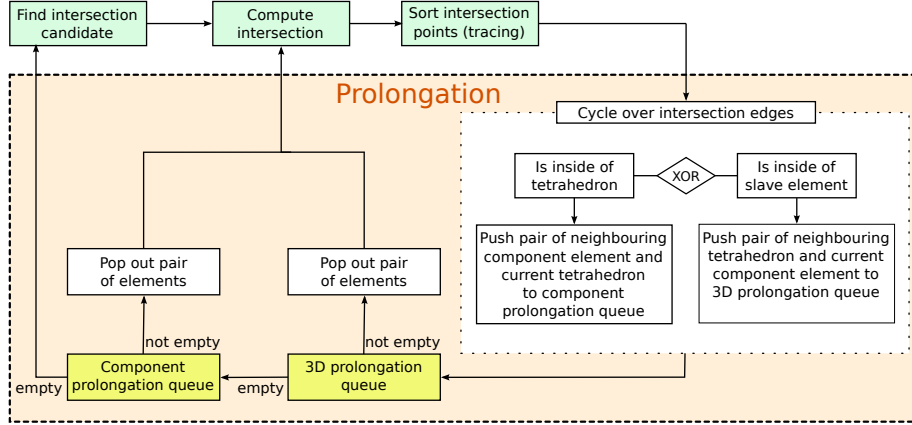 Find intersection
candidate
Compute
intersection
Sort intersection
points (tracing)
Prolongation
Cycle over intersection edges
Is inside of
tetrahedron
XOR
Is inside of
slave element
Push pair of neighbouring
component element and
current tetrahedron
to component
prolongation queue
Push pair of neighbouring
tetrahedron and current
component element to
3D prolongation queue
Pop out pair
of elements
Pop out pair
of elements
not empty
not empty
Component
prolongation queue
3D prolongation
queue
empty
empty